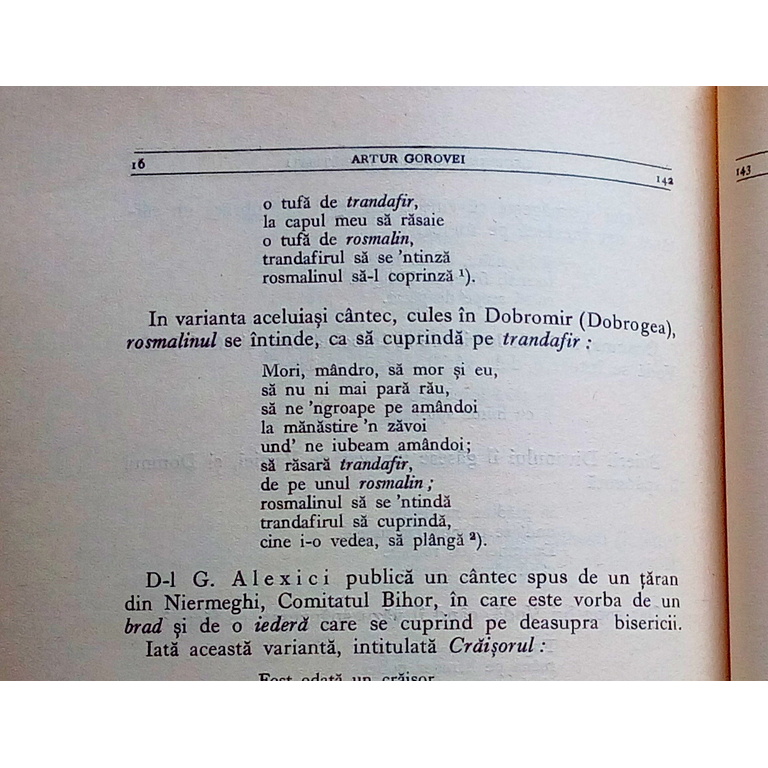 16 ARTUR GOROVEI 142
o tufă de trandafir,
la capul meu să răsaie
o tufă de rosmalin,
trandafirul să se 'ntinză
rosmalinul să-l coprinză ¹).
In varianta aceluiași cântec, cules în Dobromir (Dobrogea),
rosmalinul se întinde, ca să cuprindă pe trandafir :
Mori, mândro, să mor și eu,
să nu ni mai pară rău,
să ne 'ngroape pe amândoi
la mănăstire 'n zăvoi
und' ne iubeam amândoi;
să răsară trandafir,
de pe unul rosmalin ;
rosmalinul să se 'ntindă
trandafirul să cuprindă,
cine i-o vedea, să plângă ²).
D-l G. Alexici publică un cântec spus de un țăran
din Niermeghi, Comitatul Bihor, în care este vorba de un
brad și de o iederă care se cuprind pe deasupra bisericii.
Iată această variantă, intitulată Crăișorul :
Fost odată un crăișor
143